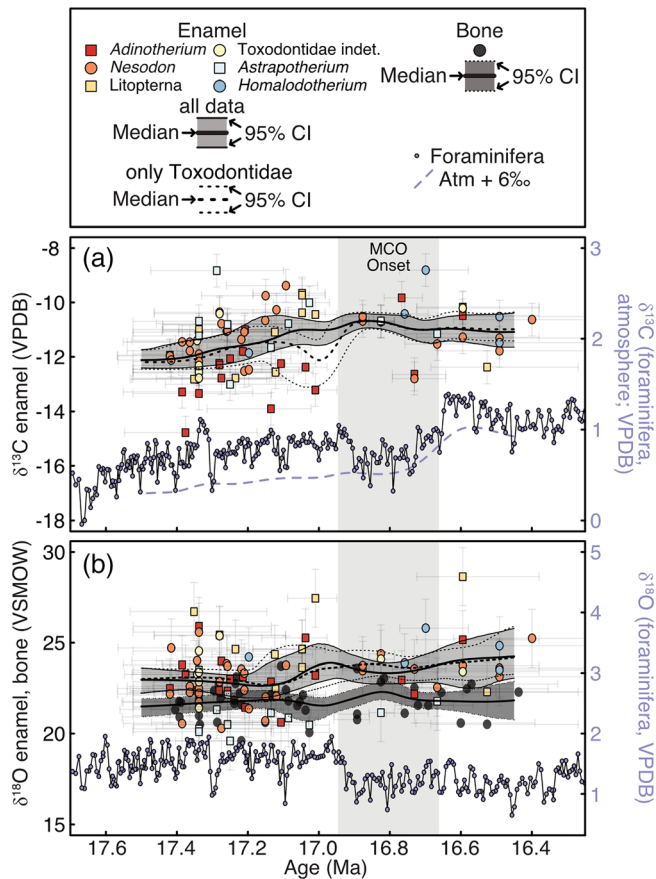 Enamel
Bone
Adinotherium
Toxodontidae indet.
Nesodon
Astrapotherium
Litopterna
Homalodotherium
Median
95% CI
all data
Median
95% CI
only Toxodontidae
Median
95% CI
Foraminifera
Atm + 6‰
(a)
MCO
Onset
-8
-10
-12
-14
-16
-18
δ13C enamel (VPDB)
3
2
1
0
δ13C (foraminifera,
atmosphere; VPDB)
(b)
30
25
20
15
δ18O enamel, bone (VSMOW)
5
4
3
2
1
δ18O (foraminifera, VPDB)
17.6 17.4 17.2 17.0 16.8 16.6 16.4
Age (Ma)